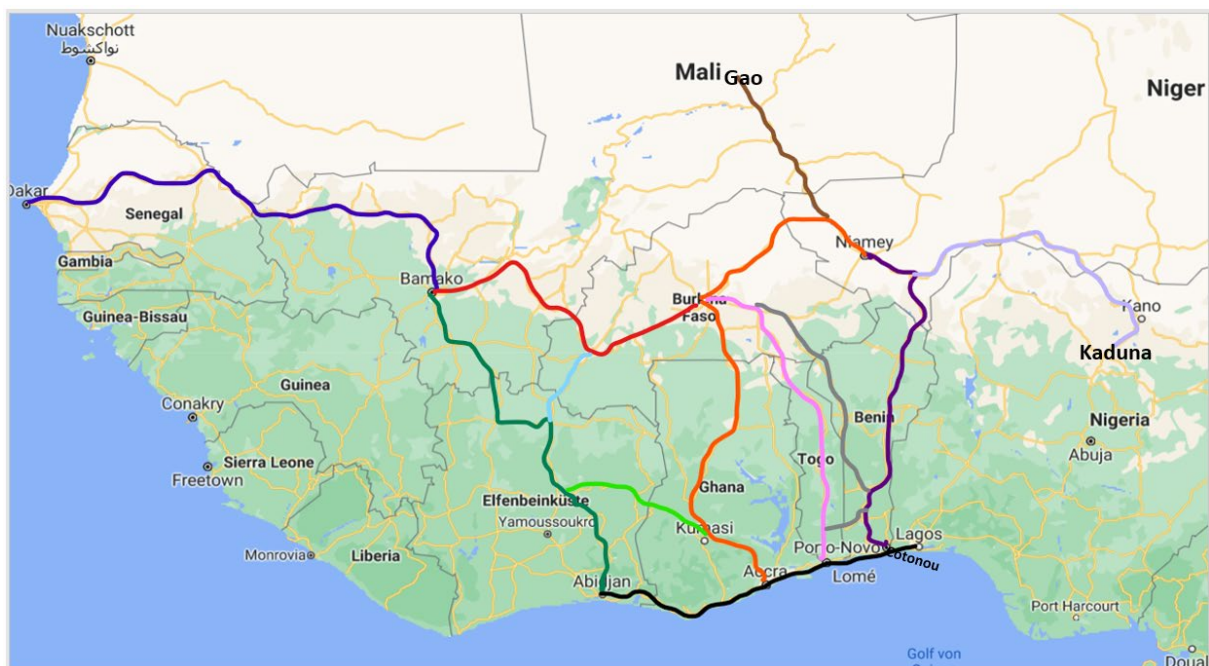 Nuakschott
نواكشوط
Mali Gao
Niger
Dakar
Senegal
Gambia
Niamey
Bamako
Burkina
Faso
Kano
Guinea-Bissau
Kaduna
Guinea
Conakry
Benin
Nigeria
Abuja
Togo
Sierra Leone
Freetown
Ghana
Elfenbeinküste
Yamoussoukro
Kumasi
Lagos
Porto-Novo
Cotonou
Monrovia
Liberia
Abidjan
Accra
Lomé
Port Harcourt
Golf von
Doual